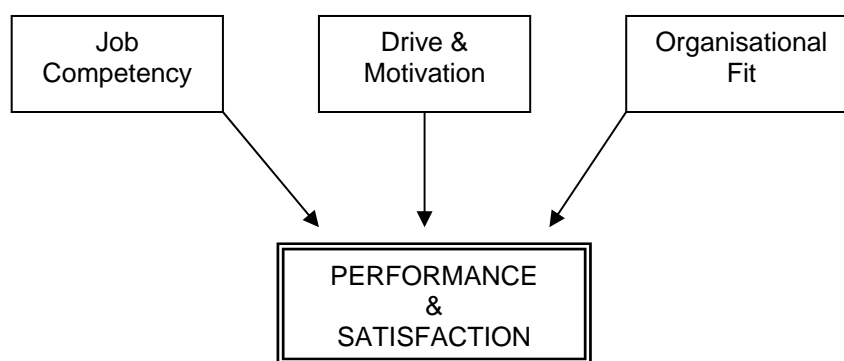 Job
Competency
Drive &
Motivation
Organisational
Fit
PERFORMANCE
&
SATISFACTION